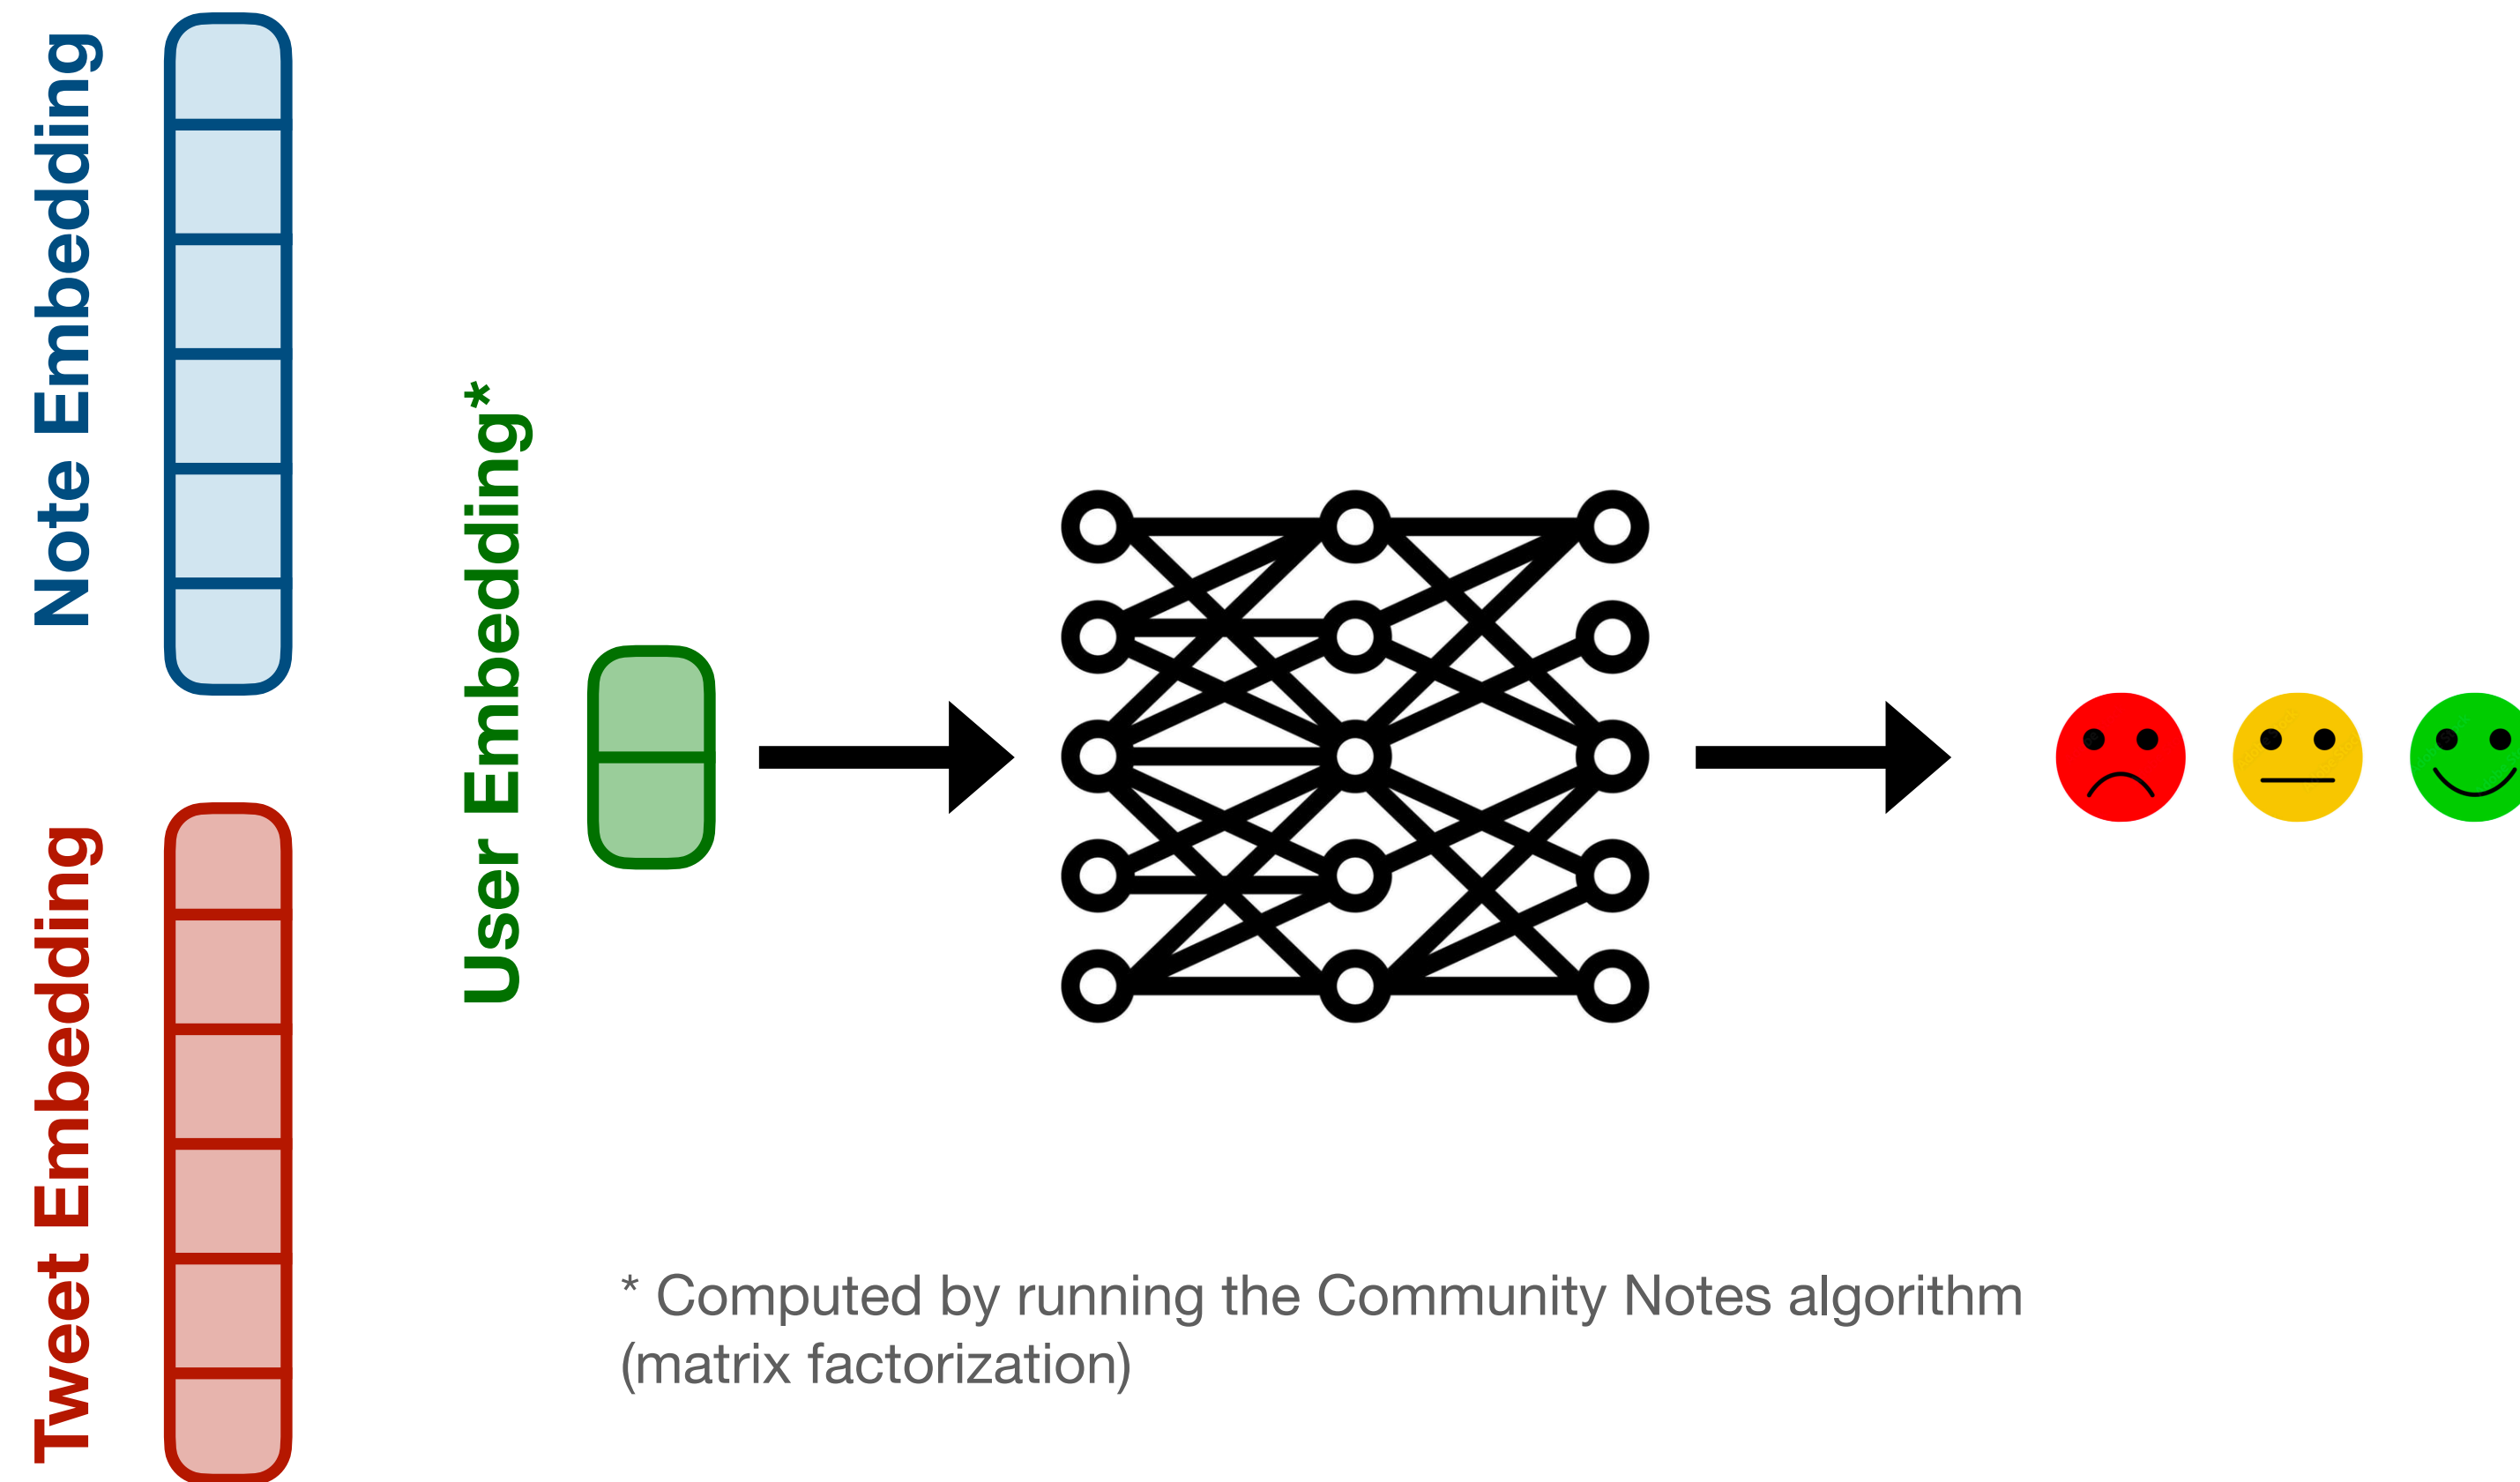 Note Embedding
Tweet Embedding
User Embedding*
* Computed by running the Community Notes algorithm
(matrix factorization)